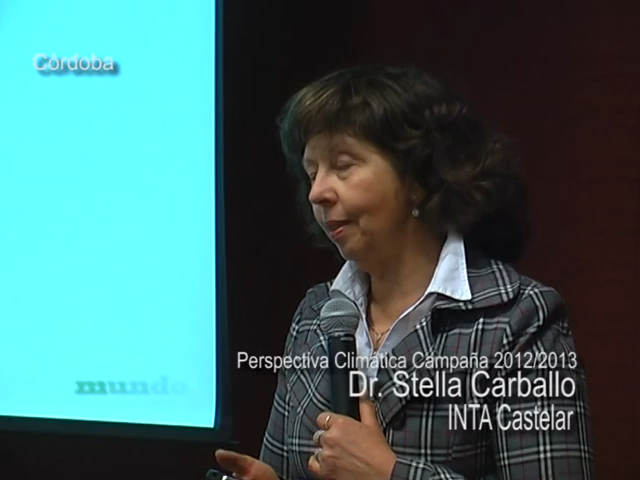 Córdoba
Perspectiva Climática Campaña 2012/2013
Dr. Stella Carballo
INTA Castelar
mundo